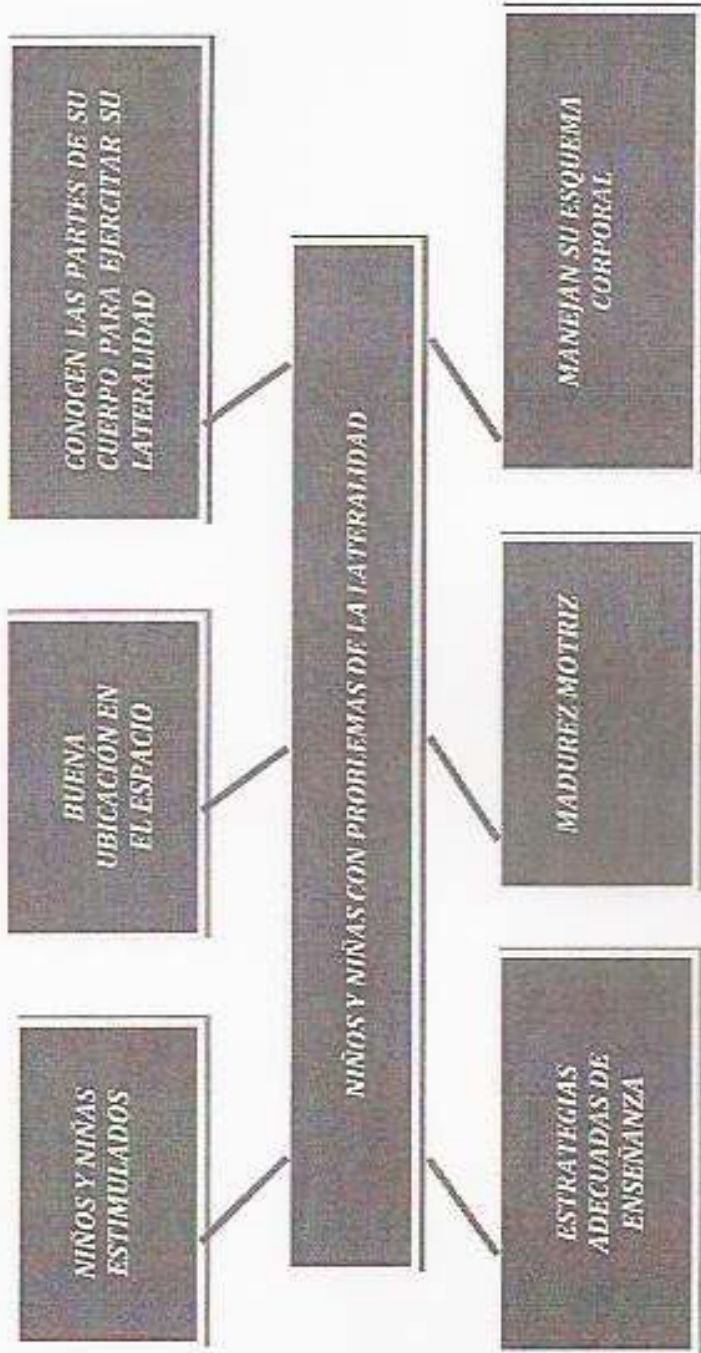 NIÑOS Y NIÑAS
ESTIMULADOS
BUENA
UBICACIÓN EN
EL ESPACIO
CONOCEN LAS PARTES DE SU
CUERPO PARA EJERCITAR SU
LATERALIDAD
NIÑOS Y NIÑAS CON PROBLEMAS DE LA LATERALIDAD
ESTRATEGIAS
ADECUADAS DE
ENSEÑANZA
MADUREZ MOTRIZ
MANEJAN SU ESQUEMA
CORPORAL